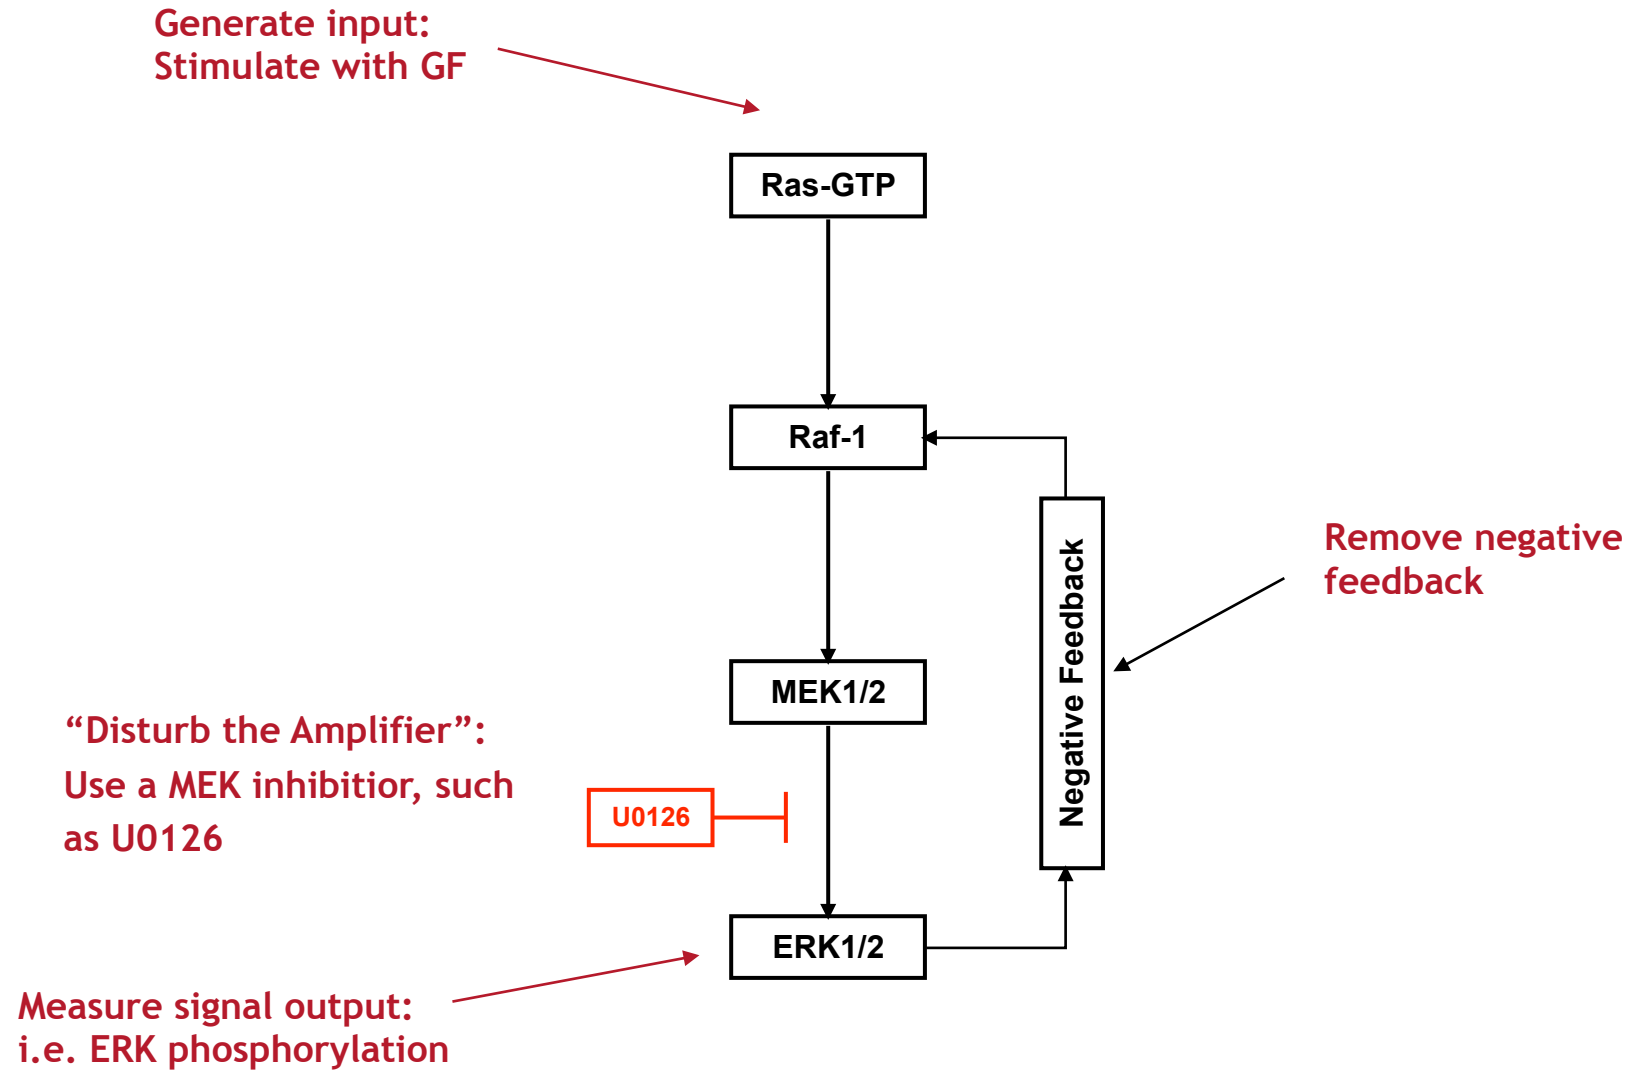 Generate input:
Stimulate with GF
Ras-GTP
Raf-1
Negative Feedback
Remove negative
feedback
MEK1/2
“Disturb the Amplifier”:
Use a MEK inhibitior, such
as U0126
U0126
ERK1/2
Measure signal output:
i.e. ERK phosphorylation